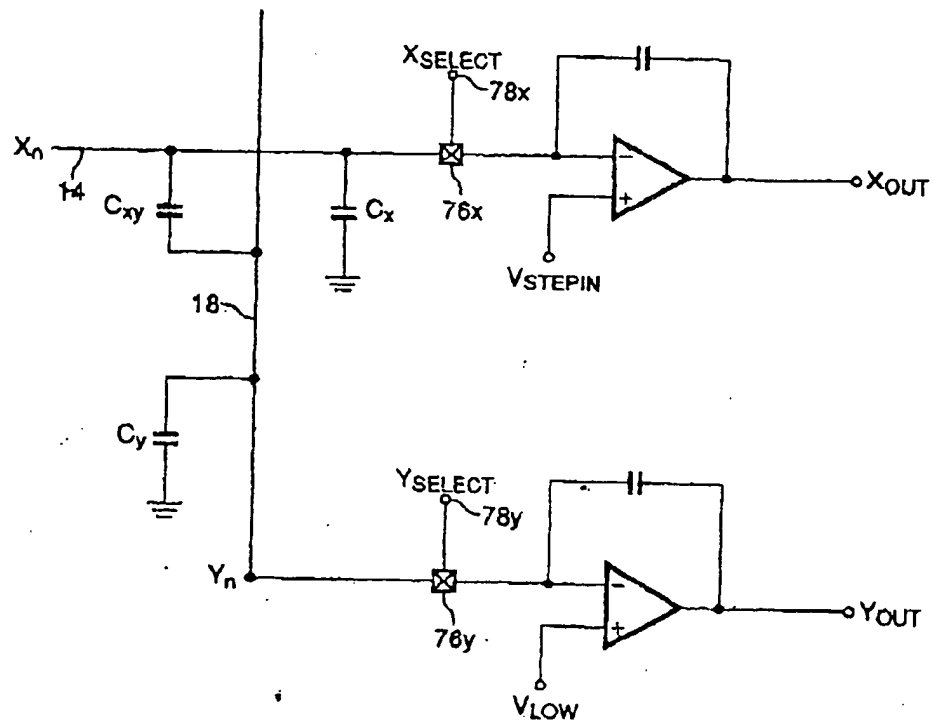 XSELECT
78x
Xn
14
Cxy
Cx
76x
-
+
XOUT
VSTEPIN
18
Cy
YSELECT
78y
Yn
76y
-
+
YOUT
VLOW